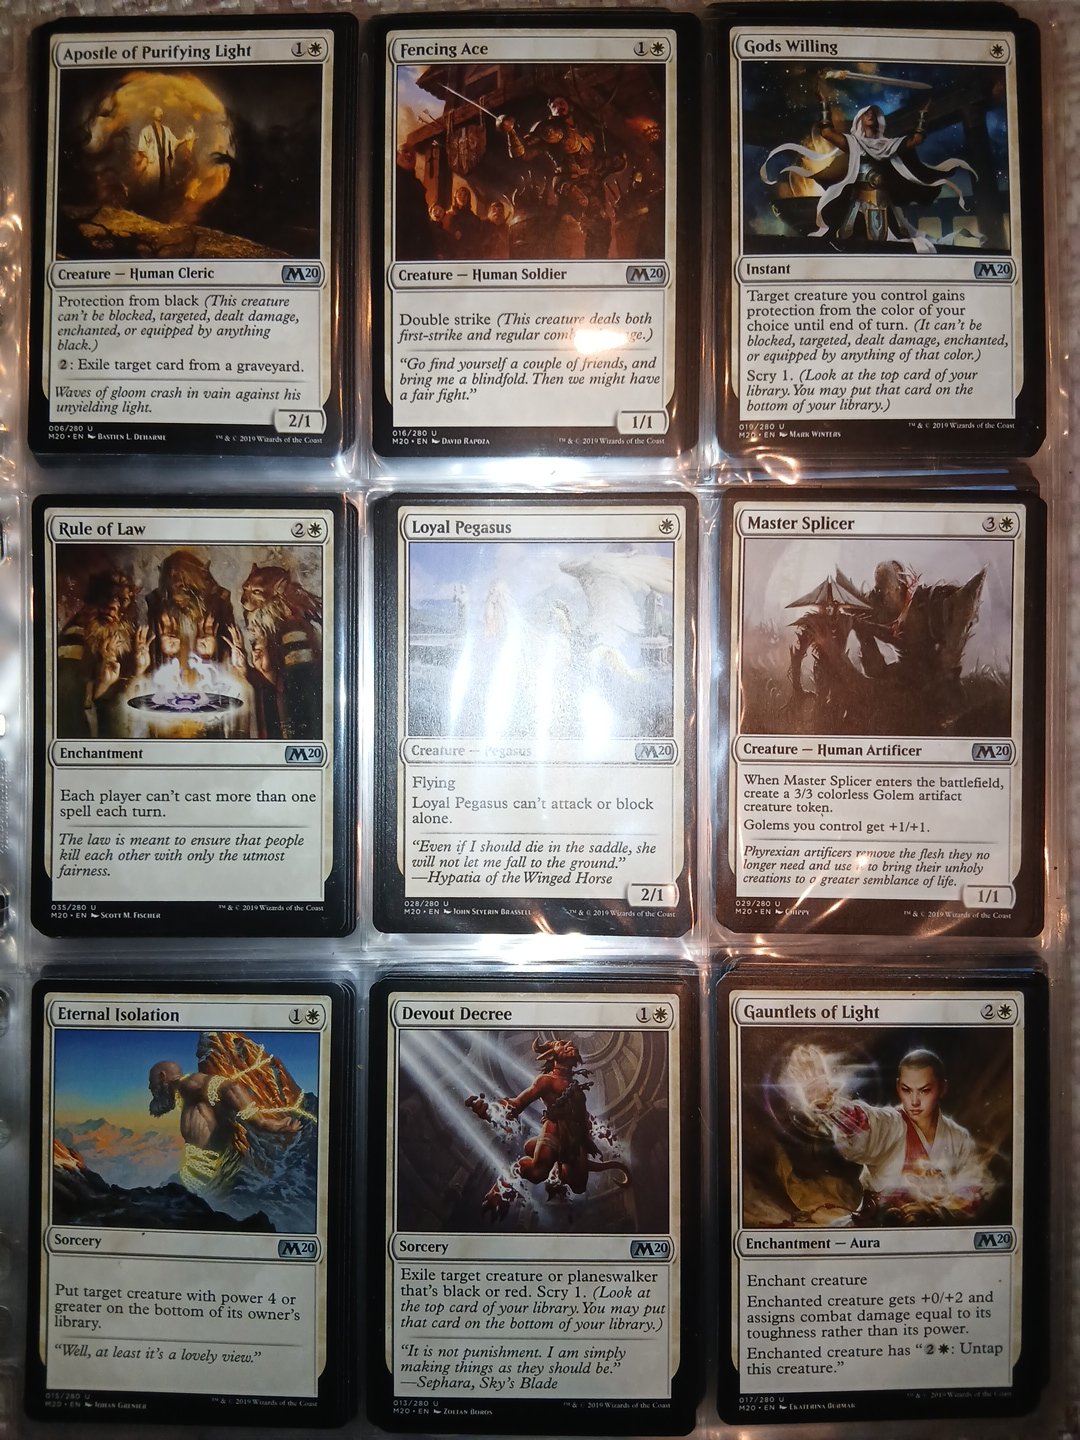 Apostle of Purifying Light 1
Creature — Human Cleric M20
Protection from black (This creature
can't be blocked, targeted, dealt damage,
enchanted, or equipped by anything
black.)
2: Exile target card from a graveyard.
Waves of gloom crash in vain against his
unyielding light.
2/1
006/280 U
M20 • EN Bastien L. Deharme ™ & © 2019 Wizards of the Coast
Fencing Ace 1
Creature — Human Soldier M20
Double strike (This creature deals both
first-strike and regular
"Go find yourself a couple of friends, and
bring me a blindfold. Then we might have
a fair fight."
1/1
016/280 U
M20 • EN David Rapoza ™ & © 2019 Wizards of the Coast
Gods Willing
Instant M20
Target creature you control gains
protection from the color of your
choice until end of turn. (It can't be
blocked, targeted, dealt damage, enchanted,
or equipped by anything of that color.)
Scry 1. (Look at the top card of your
library. You may put that card on the
bottom of your library.)
019/280 U
M20 • EN Mark Winters ™ & © 2019 Wizards of the Coast
Rule of Law 2
Enchantment M20
Each player can't cast more than one
spell each turn.
The law is meant to ensure that people
kill each other with only the utmost
fairness.
035/280 U
M20 • EN Scott M. Fischer ™ & © 2019 Wizards of the Coast
Loyal Pegasus
Creature — Pegasus M20
Flying
Loyal Pegasus can't attack or block
alone.
"Even if I should die in the saddle, she
will not let me fall to the ground."
—Hypatia of the Winged Horse
2/1
028/280 U
M20 • EN John Severin Brassell ™ & © 2019 Wizards of the Coast
Master Splicer 3
Creature — Human Artificer M20
When Master Splicer enters the battlefield,
create a 3/3 colorless Golem artifact
creature token.
Golems you control get +1/+1.
Phyrexian artificers remove the flesh they no
longer need and use it to bring their unholy
creations to a greater semblance of life.
1/1
029/280 U
M20 • EN Chippy ™ & © 2019 Wizards of the Coast
Eternal Isolation 1
Sorcery M20
Put target creature with power 4 or
greater on the bottom of its owner's
library.
"Well, at least it's a lovely view."
015/280 U
M20 • EN Johan Grenier ™ & © 2019 Wizards of the Coast
Devout Decree 1
Sorcery M20
Exile target creature or planeswalker
that's black or red. Scry 1. (Look at
the top card of your library. You may put
that card on the bottom of your library.)
"It is not punishment. I am simply
making things as they should be."
—Sephara, Sky's Blade
013/280 U
M20 • EN Zoltan Boros ™ & © 2019 Wizards of the Coast
Gauntlets of Light 2
Enchantment — Aura M20
Enchant creature
Enchanted creature gets +0/+2 and
assigns combat damage equal to its
toughness rather than its power.
Enchanted creature has "2: Untap
this creature."
017/280 U
M20 • EN Ekaterina Burmak ™ & © 2019 Wizards of the Coast